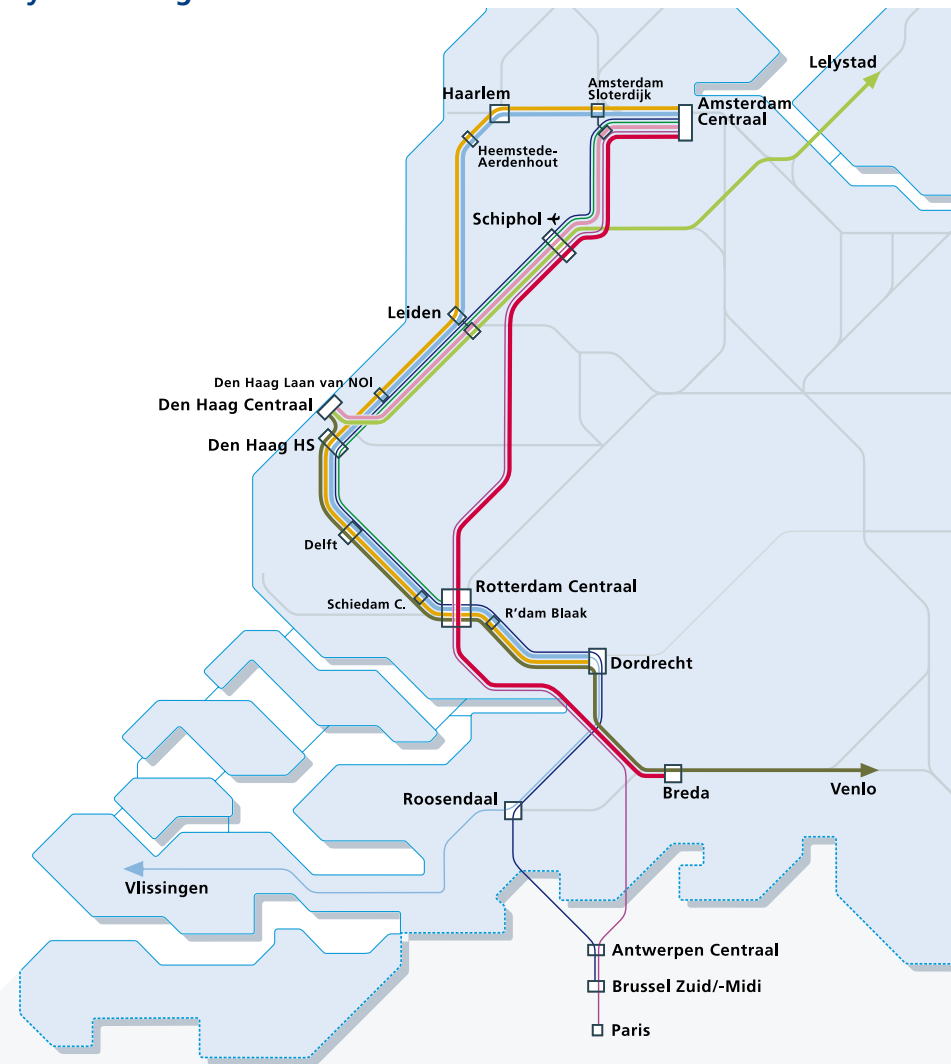 Lelystad
Haarlem
Amsterdam
Sloterdijk
Amsterdam
Centraal
Heemstede-
Aerdenhout
Schiphol
Leiden
Den Haag Laan van NOI
Den Haag Centraal
Den Haag HS
Delft
Rotterdam Centraal
Schiedam C.
R'dam Blaak
Dordrecht
Roosendaal
Breda
Venlo
Vlissingen
Antwerpen Centraal
Brussel Zuid/-Midi
Paris